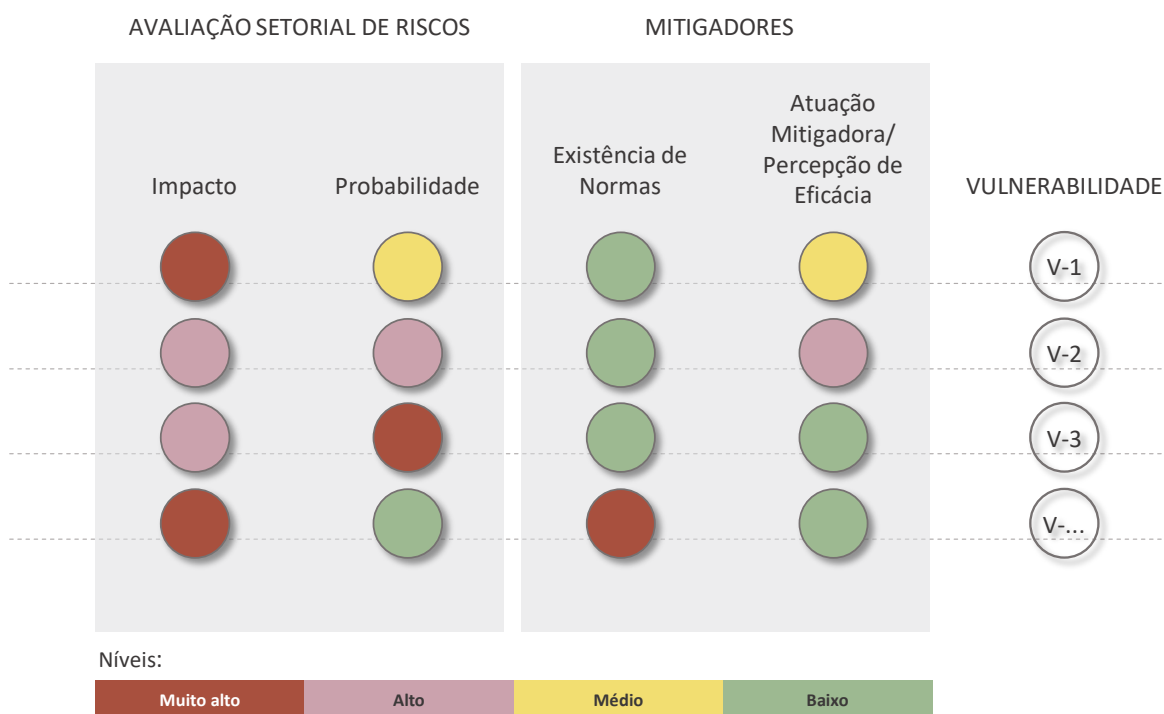 AVALIAÇÃO SETORIAL DE RISCOS
MITIGADORES
Impacto
Probabilidade
Existência de
Normas
Atuação
Mitigadora/
Percepção de
Eficácia
VULNERABILIDADE
V-1
V-2
V-3
V-...
Níveis:
Muito alto
Alto
Médio
Baixo